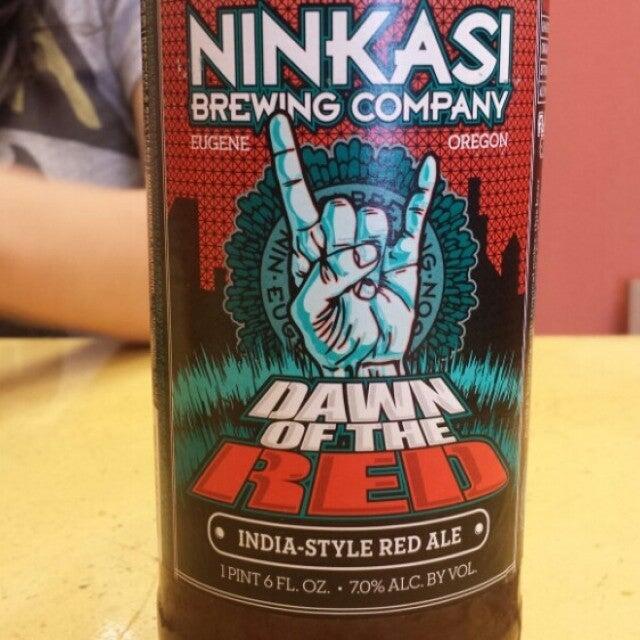 NINKASI
BREWING COMPANY
EUGENE OREGON
DAWN
OF THE
RED
INDIA-STYLE RED ALE
1 PINT 6 FL. OZ. • 7.0% ALC. BY VOL.